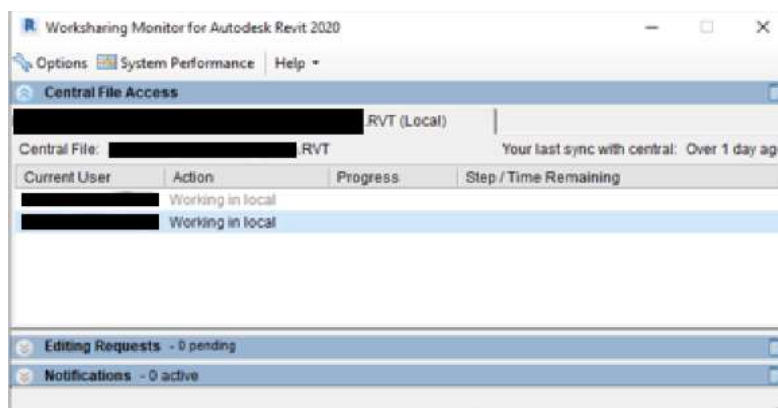 Worksharing Monitor for Autodesk Revit 2020
Options System Performance Help
Central File Access
.RVT (Local)
Central File: .RVT Your last sync with central: Over 1 day ag
Current User Action Progress Step / Time Remaining
Working in local
Working in local
Editing Requests - 0 pending
Notifications - 0 active